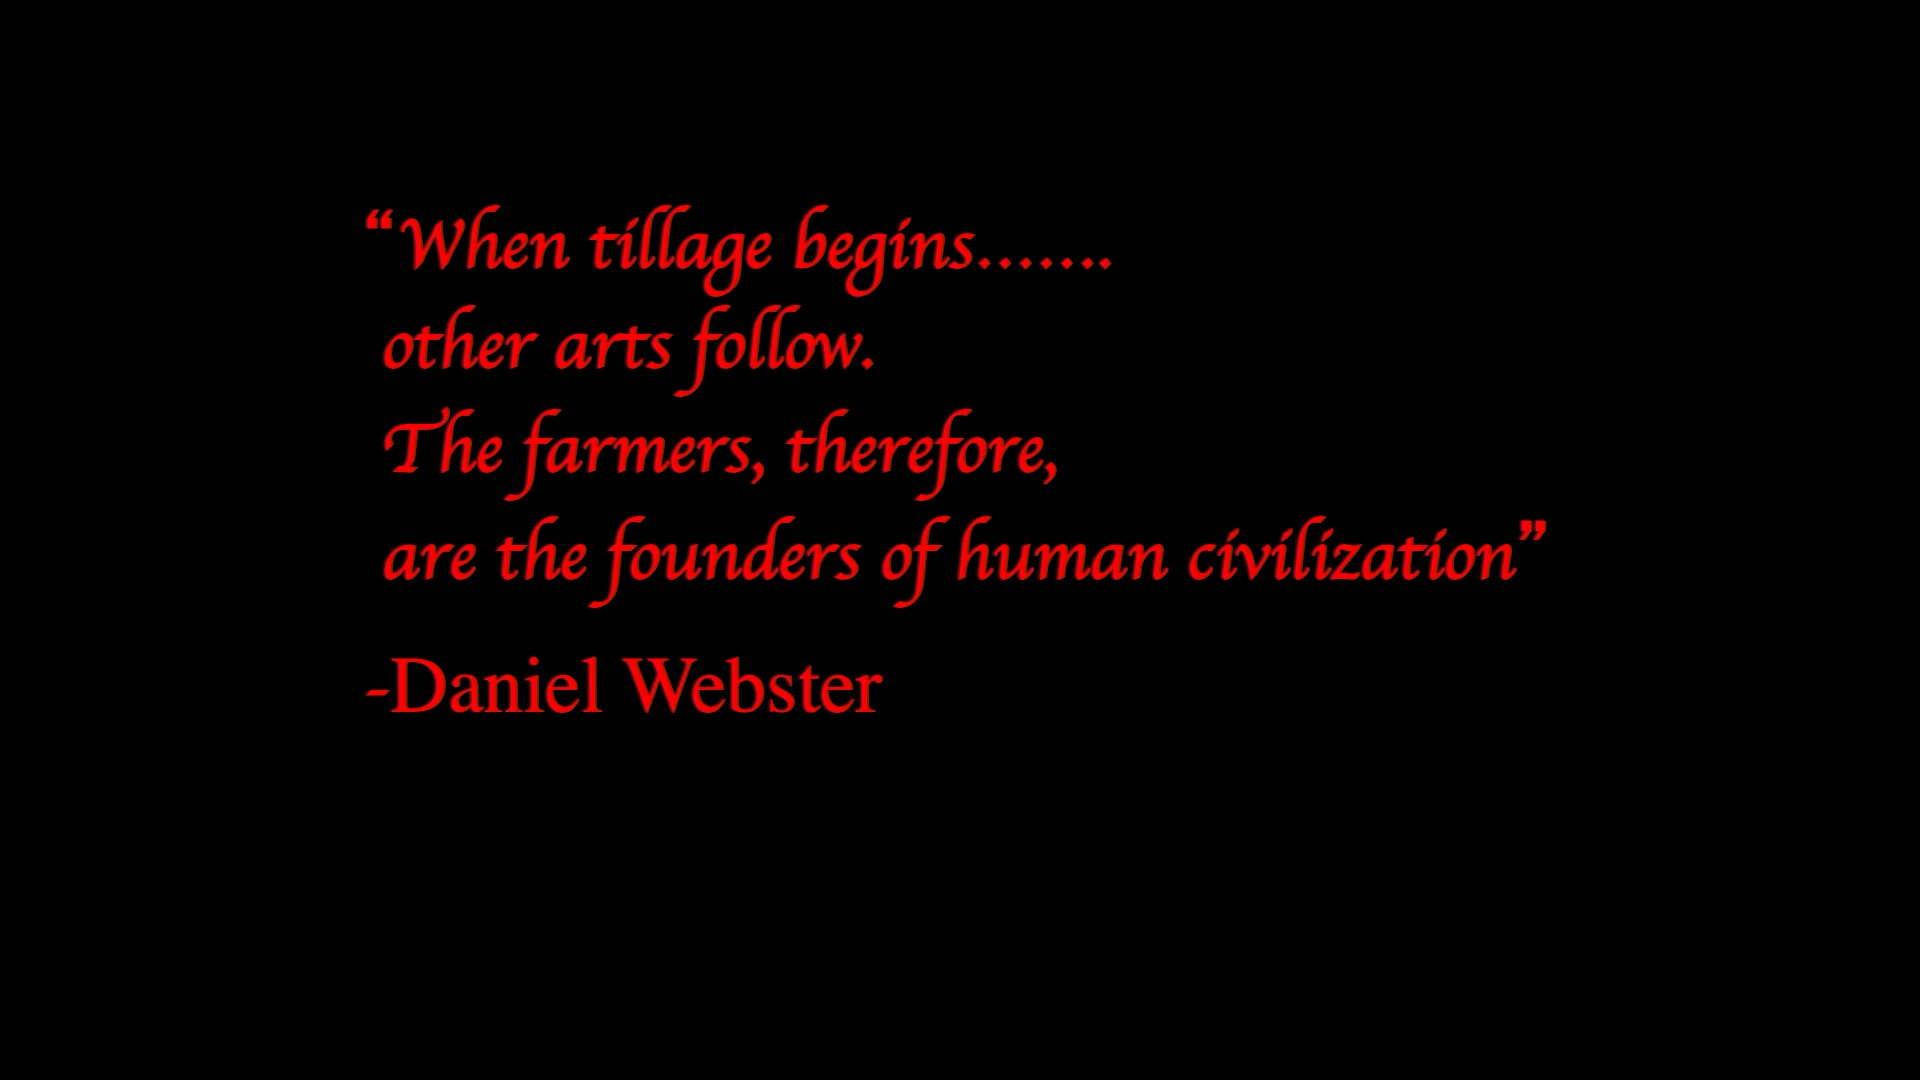 “When tillage begins.......
other arts follow.
The farmers, therefore,
are the founders of human civilization”
-Daniel Webster